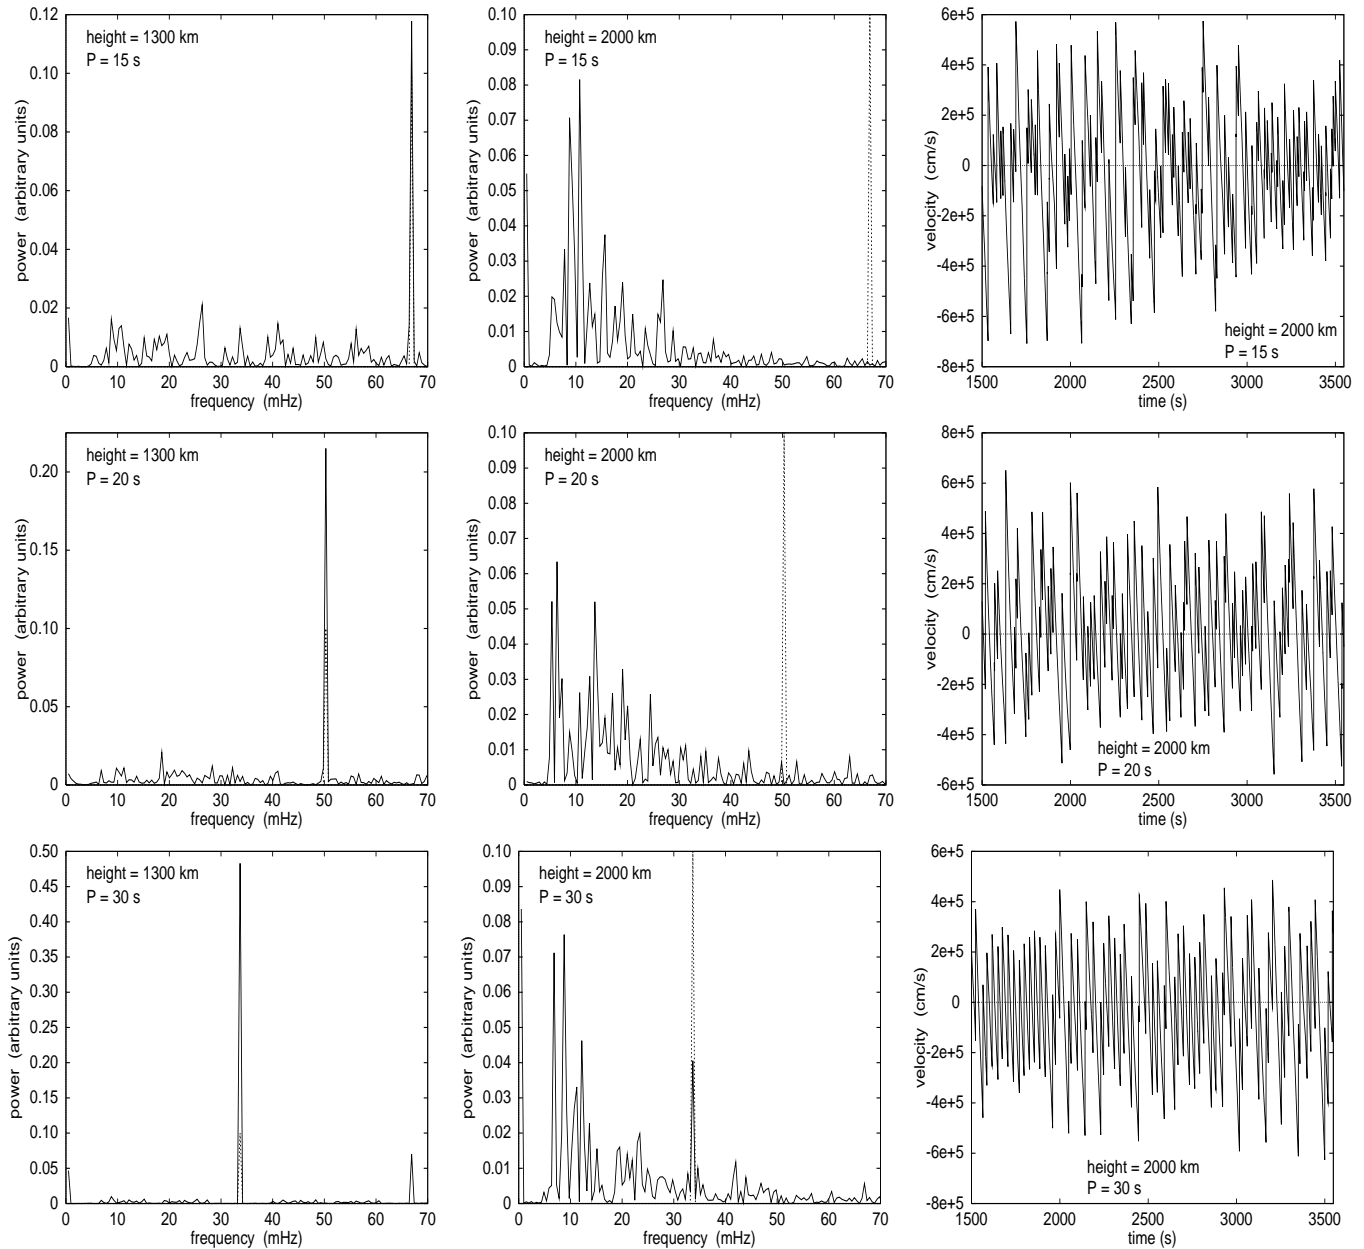 0.12
0.10
0.08
0.06
0.04
0.02
0
power (arbitrary units)
height = 1300 km
P = 15 s
0 10 20 30 40 50 60 70
frequency (mHz)
0.10
0.09
0.08
0.07
0.06
0.05
0.04
0.03
0.02
0.01
0
power (arbitrary units)
height = 2000 km
P = 15 s
0 10 20 30 40 50 60 70
frequency (mHz)
6e+5
4e+5
2e+5
0
-2e+5
-4e+5
-6e+5
-8e+5
velocity (cm/s)
height = 2000 km
P = 15 s
1500 2000 2500 3000 3500
time (s)
0.20
0.15
0.10
0.05
0
power (arbitrary units)
height = 1300 km
P = 20 s
0 10 20 30 40 50 60 70
frequency (mHz)
0.10
0.09
0.08
0.07
0.06
0.05
0.04
0.03
0.02
0.01
0
power (arbitrary units)
height = 2000 km
P = 20 s
0 10 20 30 40 50 60 70
frequency (mHz)
8e+5
6e+5
4e+5
2e+5
0
-2e+5
-4e+5
-6e+5
velocity (cm/s)
height = 2000 km
P = 20 s
1500 2000 2500 3000 3500
time (s)
0.50
0.45
0.40
0.35
0.30
0.25
0.20
0.15
0.10
0.05
0
power (arbitrary units)
height = 1300 km
P = 30 s
0 10 20 30 40 50 60 70
frequency (mHz)
0.10
0.09
0.08
0.07
0.06
0.05
0.04
0.03
0.02
0.01
0
power (arbitrary units)
height = 2000 km
P = 30 s
0 10 20 30 40 50 60 70
frequency (mHz)
6e+5
4e+5
2e+5
0
-2e+5
-4e+5
-6e+5
-8e+5
velocity (cm/s)
height = 2000 km
P = 30 s
1500 2000 2500 3000 3500
time (s)